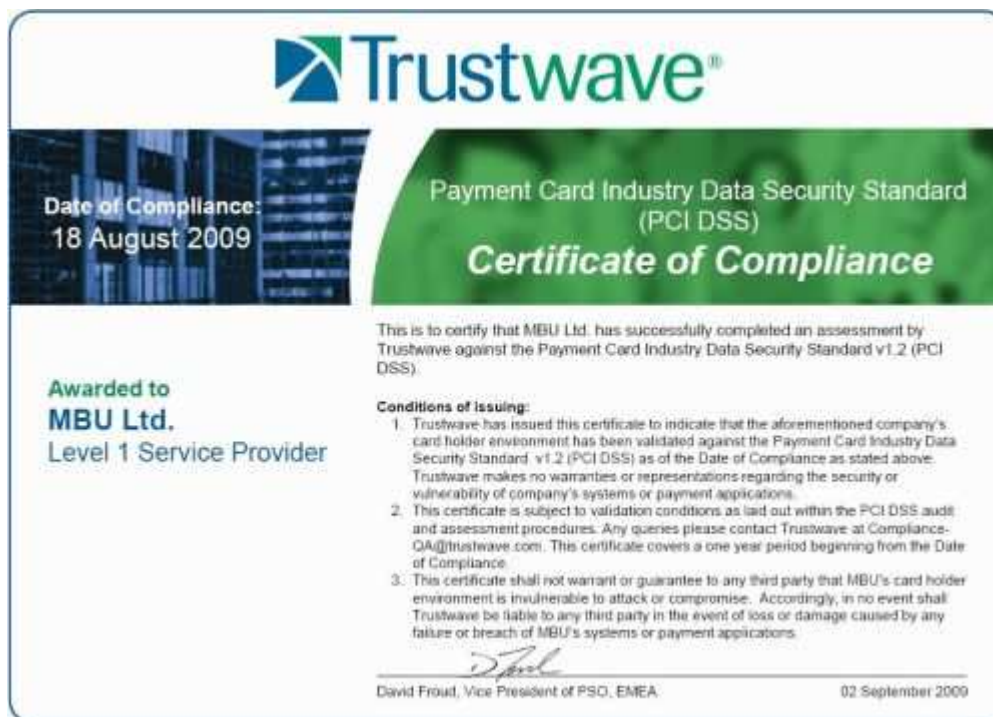 Trustwave®
Date of Compliance:
18 August 2009
Payment Card Industry Data Security Standard
(PCI DSS)
Certificate of Compliance
Awarded to
MBU Ltd.
Level 1 Service Provider
This is to certify that MBU Ltd. has successfully completed an assessment by
Trustwave against the Payment Card Industry Data Security Standard v1.2 (PCI
DSS).
Conditions of issuing:
1. Trustwave has issued this certificate to indicate that the aforementioned company's
card holder environment has been validated against the Payment Card Industry Data
Security Standard v1.2 (PCI DSS) as of the Date of Compliance as stated above.
Trustwave makes no warranties or representations regarding the security or
vulnerability of company's systems or payment applications.
2. This certificate is subject to validation conditions as laid out within the PCI DSS audit
and assessment procedures. Any queries please contact Trustwave at Compliance-
QA@trustwave.com. This certificate covers a one year period beginning from the Date
of Compliance.
3. This certificate shall not warrant or guarantee to any third party that MBU's card holder
environment is invulnerable to attack or compromise. Accordingly, in no event shall
Trustwave be liable to any third party in the event of loss or damage caused by any
failure or breach of MBU's systems or payment applications.
David Froud, Vice President of PSO, EMEA
02 September 2009